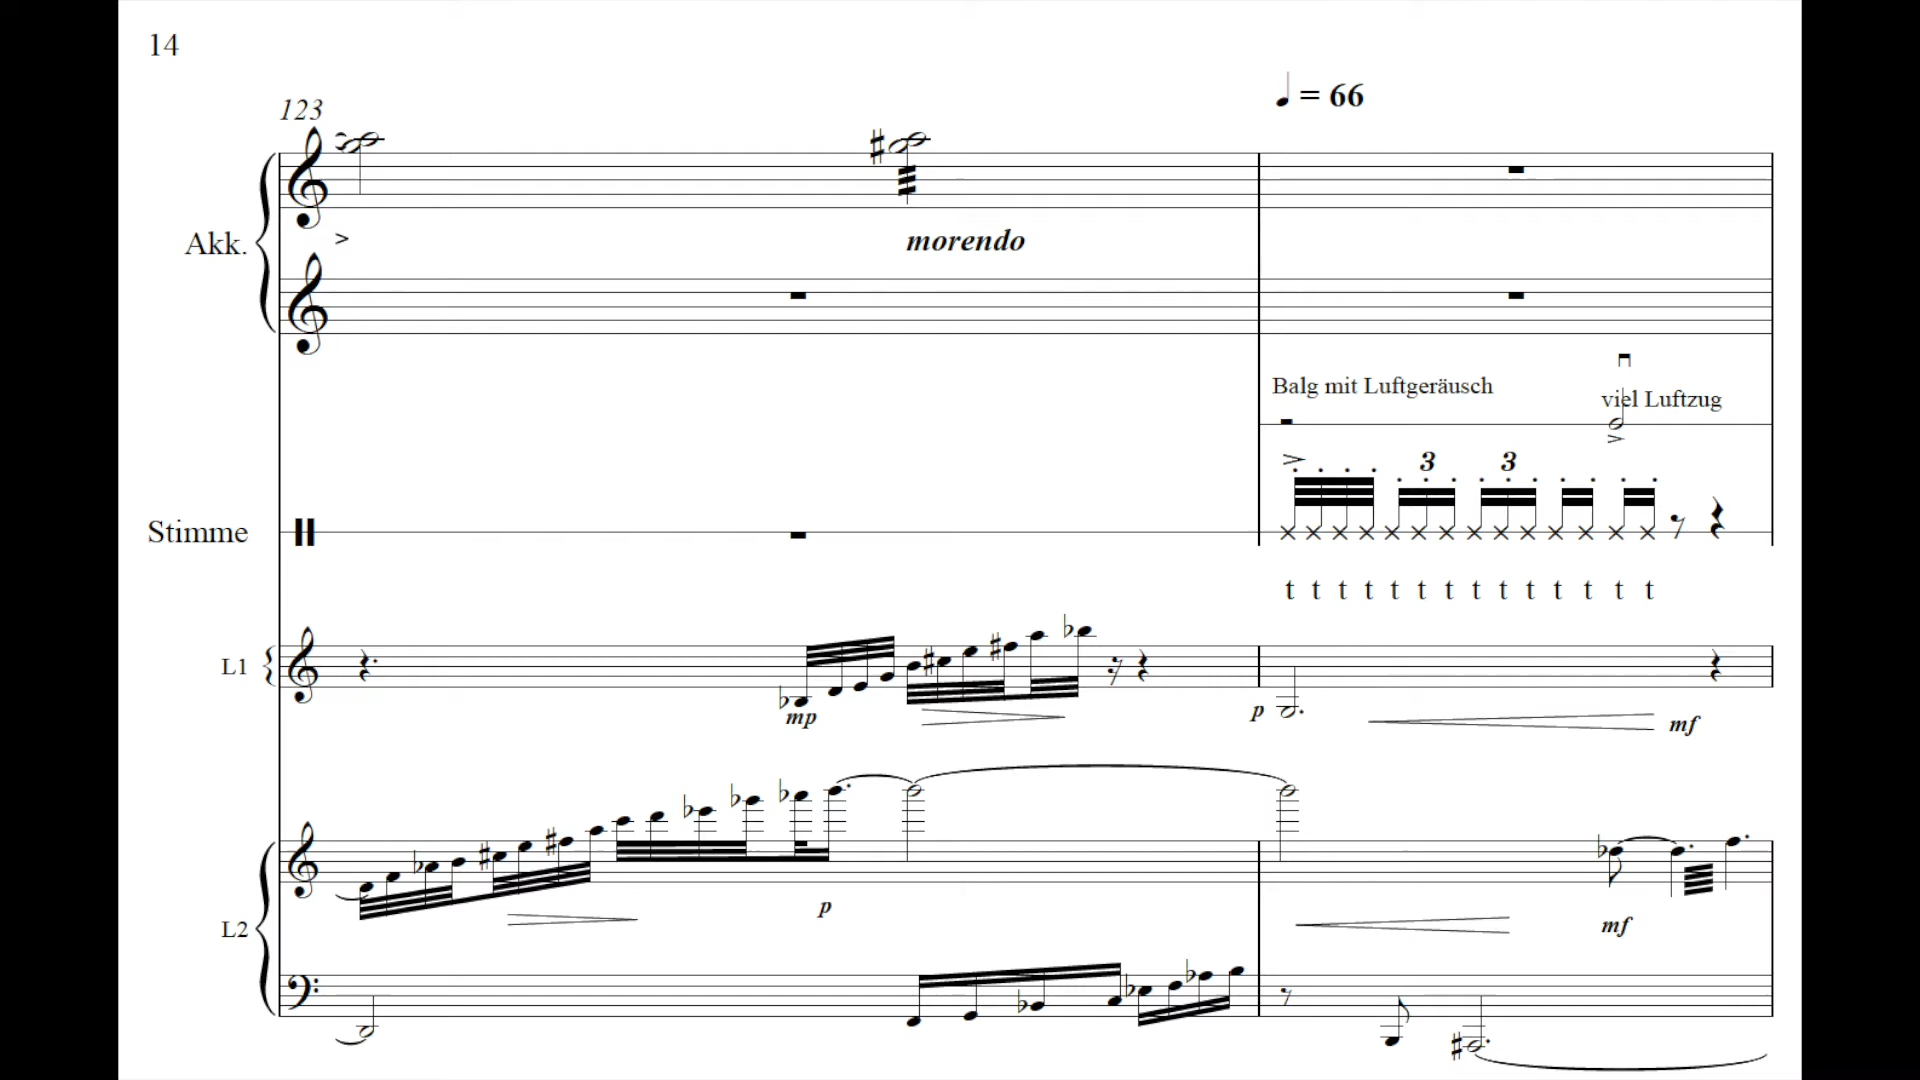 14
123
♩ = 66
Akk.
>
morendo
Balg mit Luftgeräusch
viel Luftzug
3 3
Stimme
t t t t t t t t t t t t t t
L1
mp
p
mf
L2
p
mf